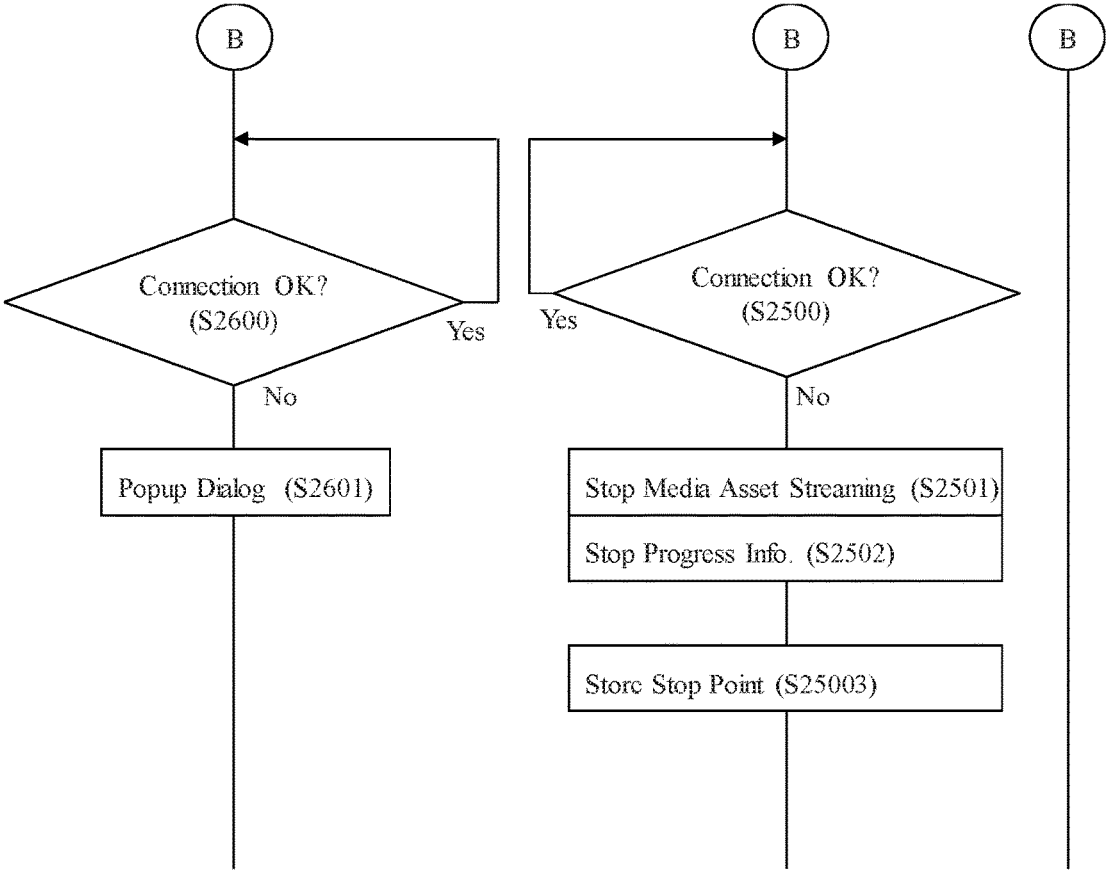 B
B
B
Connection OK?
(S2600)
Yes
No
Connection OK?
(S2500)
Yes
No
Popup Dialog (S2601)
Stop Media Asset Streaming (S2501)
Stop Progress Info. (S2502)
Store Stop Point (S25003)